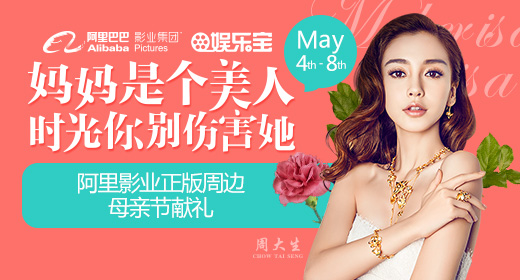 阿里巴巴 影业集团 娱乐宝
Alibaba Pictures
May
4th - 8th
妈妈是个美人
时光你别伤害她
阿里影业正版周边
母亲节献礼
周大生
CHOW TAI SENG